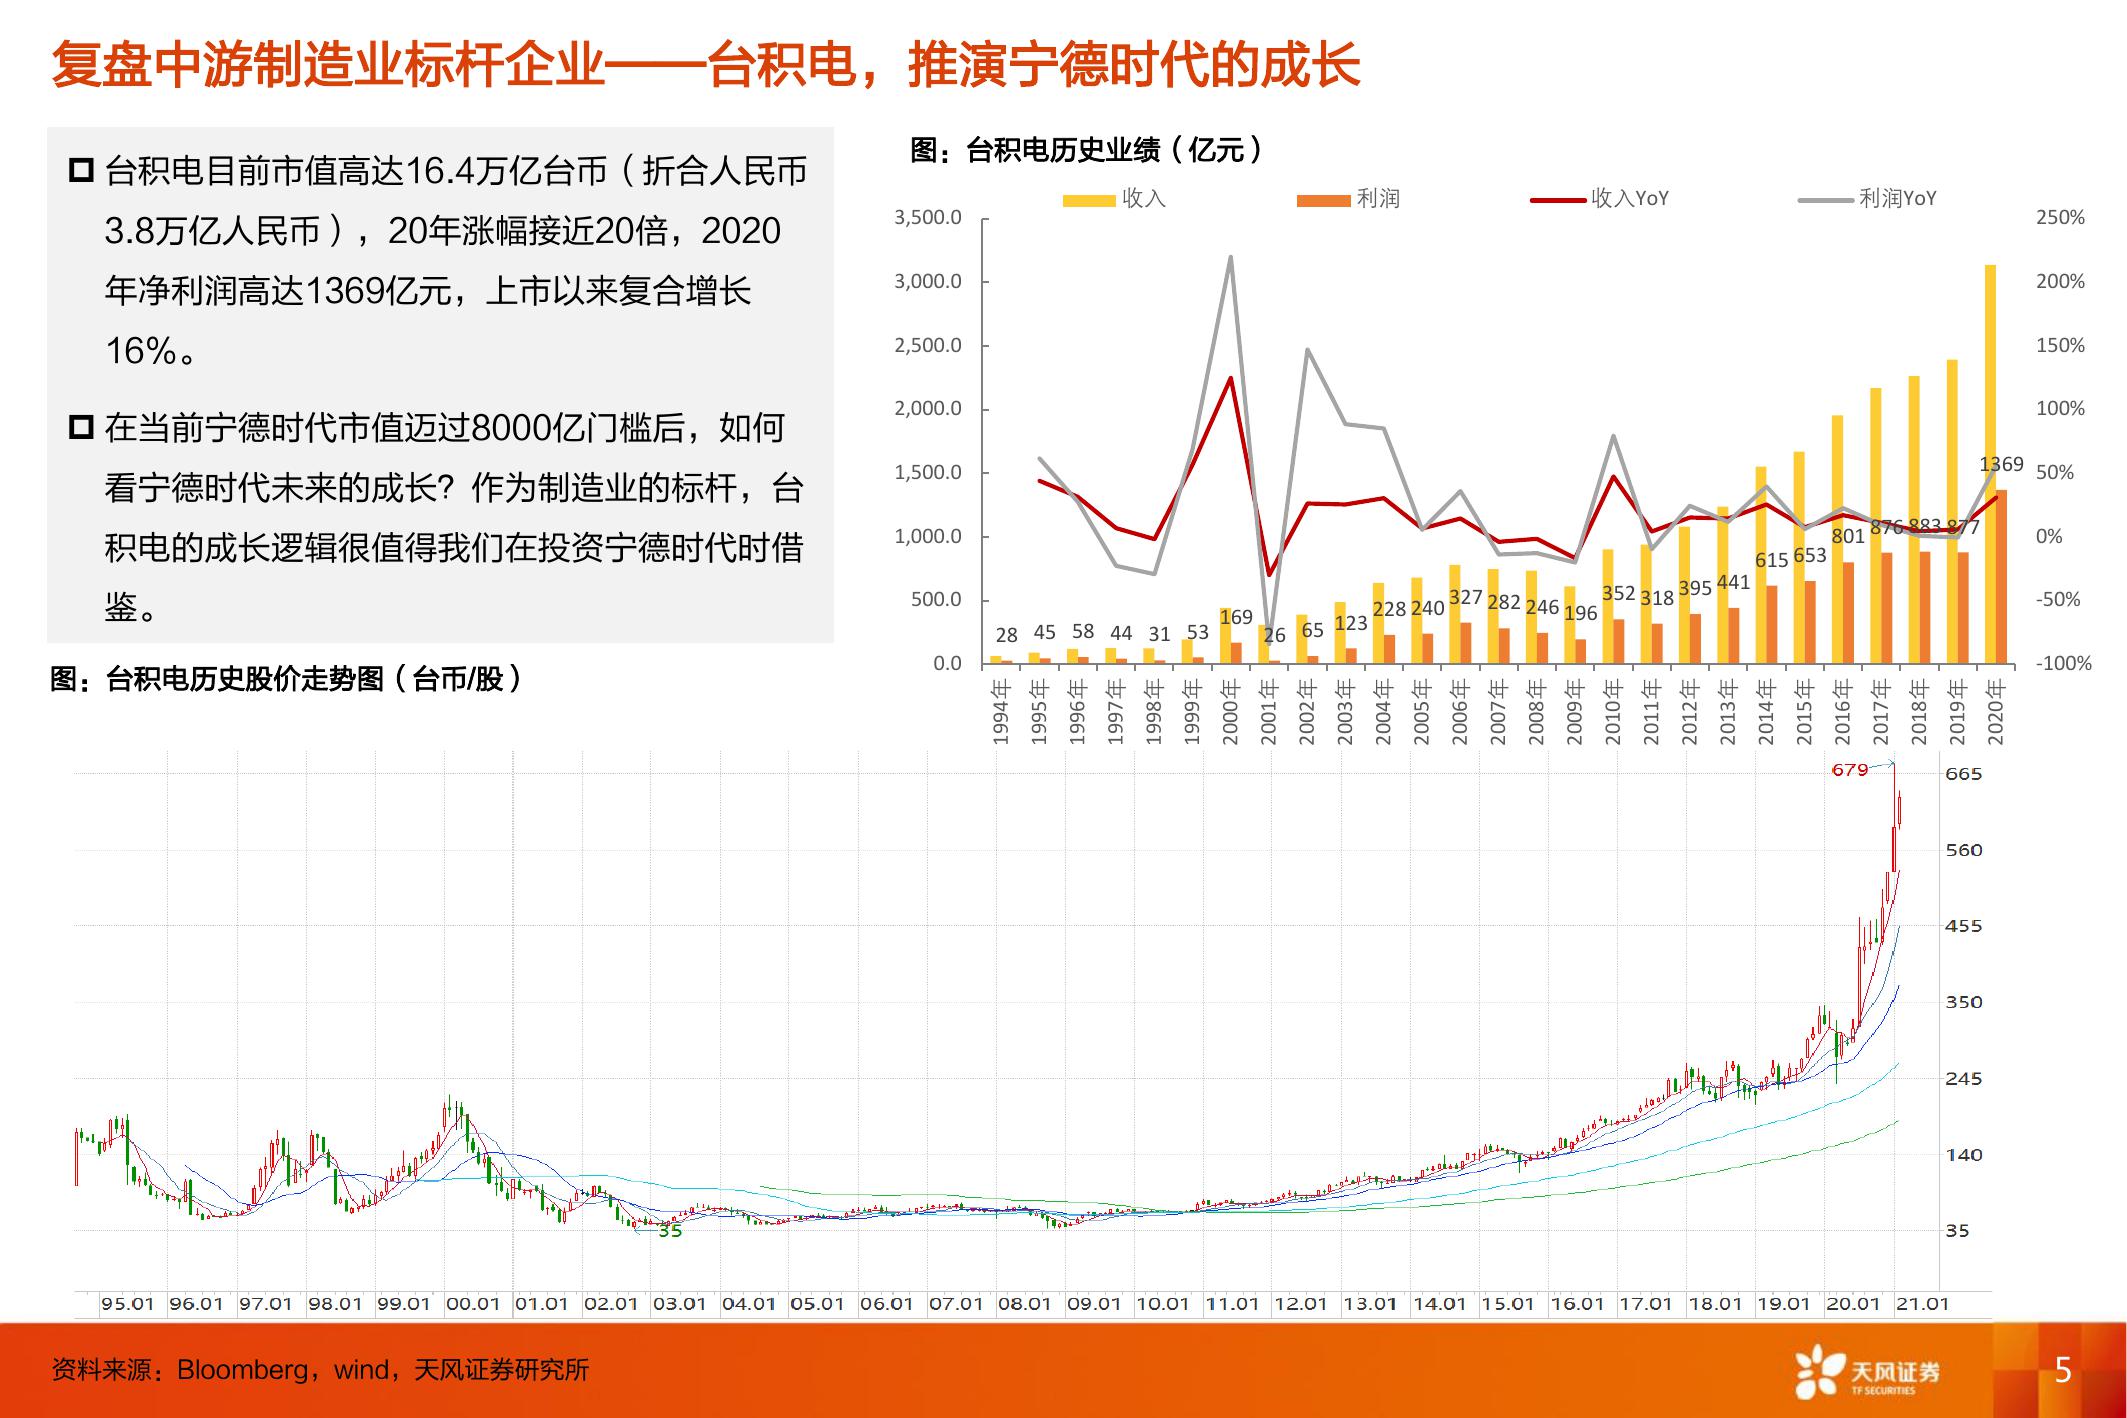 复盘中游制造业标杆企业——台积电，推演宁德时代的成长
台积电目前市值高达16.4万亿台币（折合人民币
3.8万亿人民币），20年涨幅接近20倍，2020
年净利润高达1369亿元，上市以来复合增长
16%。
在当前宁德时代市值迈过8000亿门槛后，如何
看宁德时代未来的成长？作为制造业的标杆，台
积电的成长逻辑很值得我们在投资宁德时代时借
鉴。
图：台积电历史业绩（亿元）
收入 利润 收入YoY 利润YoY
3,500.0
3,000.0
2,500.0
2,000.0
1,500.0
1,000.0
500.0
0.0
250%
200%
150%
100%
50%
0%
-50%
-100%
28 45 58 44 31 53 169 26 65 123 228 240 327 282 246 196 352 318 395 441 615 653 801 876 883 877 1369
1994年 1995年 1996年 1997年 1998年 1999年 2000年 2001年 2002年 2003年 2004年 2005年 2006年 2007年 2008年 2009年 2010年 2011年 2012年 2013年 2014年 2015年 2016年 2017年 2018年 2019年 2020年
图：台积电历史股价走势图（台币/股）
679
35
665
560
455
350
245
140
35
95.01 96.01 97.01 98.01 99.01 00.01 01.01 02.01 03.01 04.01 05.01 06.01 07.01 08.01 09.01 10.01 11.01 12.01 13.01 14.01 15.01 16.01 17.01 18.01 19.01 20.01 21.01
资料来源：Bloomberg，wind，天风证券研究所
天风证券
TF SECURITIES
5